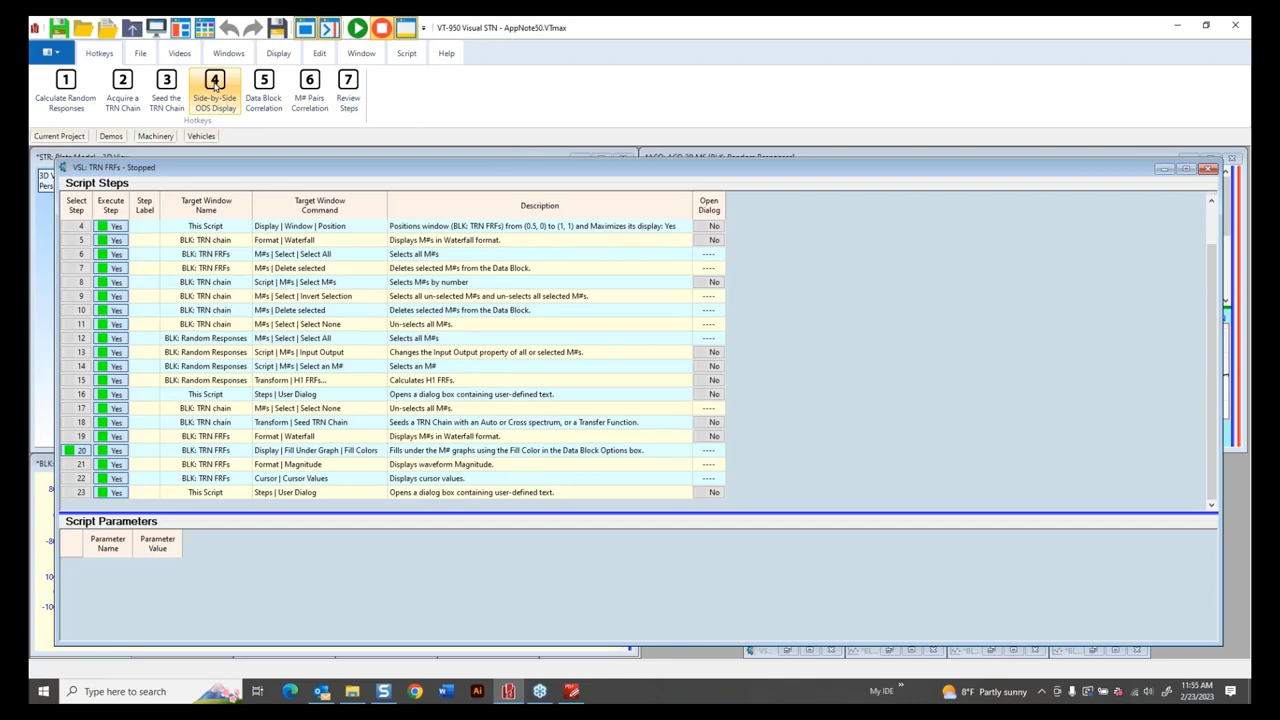 VT-950 Visual STN - AppNote50.VTmax
Hotkeys File Videos Windows Display Edit Window Script Help
1 2 3 4 5 6 7
Calculate Random Responses
Acquire a TRN Chain
Seed the TRN Chain
Side-by-Side ODS Display
Data Block Correlation
M# Pairs Correlation
Review Steps
Hotkeys
Current Project Demos Machinery Vehicles
VSL: TRN FRFs - Stopped
Script Steps
Select Step Execute Step Step Label Target Window Name Target Window Command Description Open Dialog
4 Yes This Script Display | Window | Position Positions window (BLK: TRN FRFs) from (0.5, 0) to (1, 1) and Maximizes its display: Yes No
5 Yes BLK: TRN chain Format | Waterfall Displays M#s in Waterfall format. No
6 Yes BLK: TRN FRFs M#s | Select | Select All Selects all M#s ----
7 Yes BLK: TRN FRFs M#s | Delete selected Deletes selected M#s from the Data Block. ----
8 Yes BLK: TRN chain Script | M#s | Select M#s Selects M#s by number No
9 Yes BLK: TRN chain M#s | Select | Invert Selection Selects all un-selected M#s and un-selects all selected M#s. ----
10 Yes BLK: TRN chain M#s | Delete selected Deletes selected M#s from the Data Block. ----
11 Yes BLK: TRN chain M#s | Select | Select None Un-selects all M#s. ----
12 Yes BLK: Random Responses M#s | Select | Select All Selects all M#s ----
13 Yes BLK: Random Responses Script | M#s | Input Output Changes the Input Output property of all or selected M#s. No
14 Yes BLK: Random Responses Script | M#s | Select an M# Selects an M# No
15 Yes BLK: Random Responses Transform | H1 FRFs... Calculates H1 FRFs. No
16 Yes This Script Steps | User Dialog Opens a dialog box containing user-defined text. No
17 Yes BLK: TRN chain M#s | Select | Select None Un-selects all M#s. ----
18 Yes BLK: TRN chain Transform | Seed TRN Chain Seeds a TRN Chain with an Auto or Cross spectrum, or a Transfer Function. ----
19 Yes BLK: TRN FRFs Format | Waterfall Displays M#s in Waterfall format. No
20 Yes BLK: TRN FRFs Display | Fill Under Graph | Fill Colors Fills under the M# graphs using the Fill Color in the Data Block Options box. ----
21 Yes BLK: TRN FRFs Format | Magnitude Displays waveform Magnitude. ----
22 Yes BLK: TRN FRFs Cursor | Cursor Values Displays cursor values. ----
23 Yes This Script Steps | User Dialog Opens a dialog box containing user-defined text. No
Script Parameters
Parameter Name Parameter Value
Type here to search
My IDE
8°F Partly sunny
11:55 AM
2/23/2023